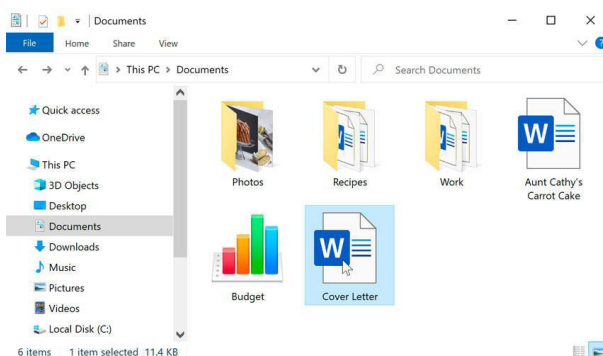 Documents
File Home Share View
This PC > Documents
Search Documents
Quick access
OneDrive
This PC
3D Objects
Desktop
Documents
Downloads
Music
Pictures
Videos
Local Disk (C:)
Photos
Recipes
Work
Aunt Cathy's
Carrot Cake
Budget
Cover Letter
6 items 1 item selected 11.4 KB